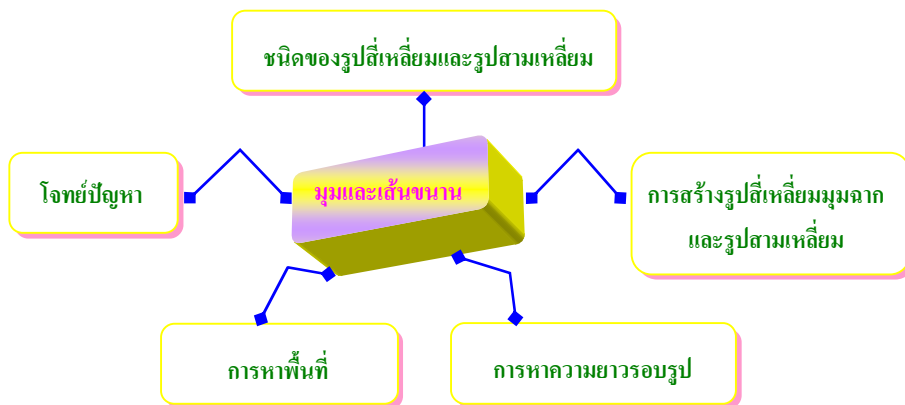 ชนิดของรูปสี่เหลี่ยมและรูปสามเหลี่ยม
โจทย์ปัญหา
มุมและเส้นขนาน
การสร้างรูปสี่เหลี่ยมมุมฉาก
และรูปสามเหลี่ยม
การหาพื้นที่
การหาความยาวรอบรูป